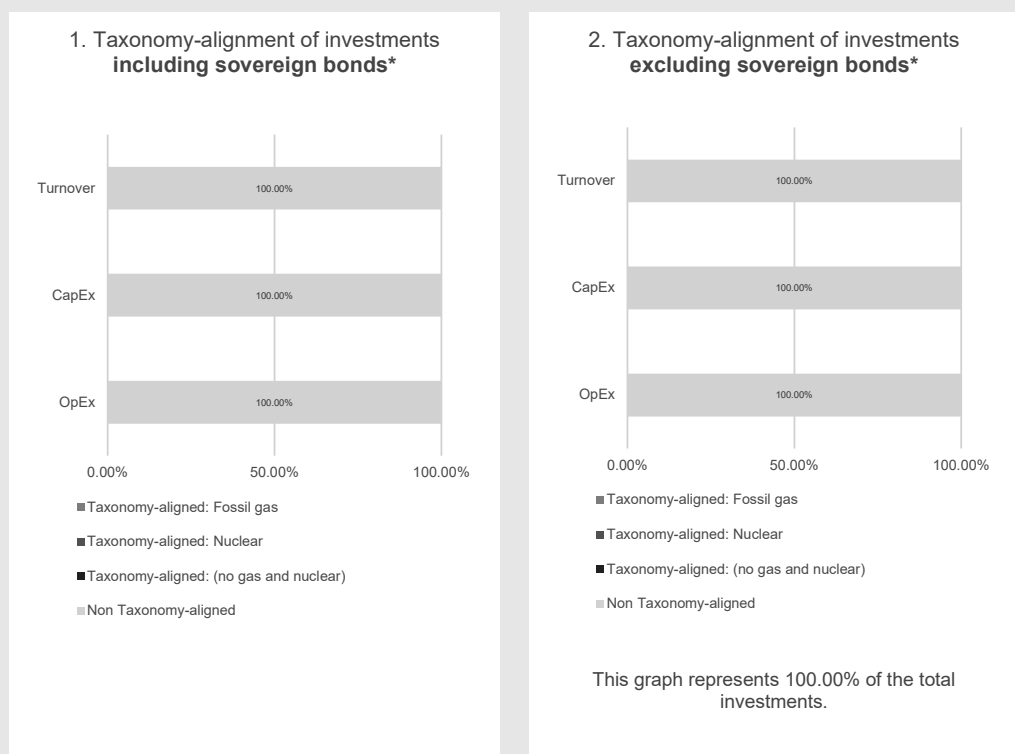 1. Taxonomy-alignment of investments
including sovereign bonds*
Turnover
100.00%
CapEx
100.00%
OpEx
100.00%
0.00%
50.00%
100.00%
Taxonomy-aligned: Fossil gas
Taxonomy-aligned: Nuclear
Taxonomy-aligned: (no gas and nuclear)
Non Taxonomy-aligned
2. Taxonomy-alignment of investments
excluding sovereign bonds*
Turnover
100.00%
CapEx
100.00%
OpEx
100.00%
0.00%
50.00%
100.00%
Taxonomy-aligned: Fossil gas
Taxonomy-aligned: Nuclear
Taxonomy-aligned: (no gas and nuclear)
Non Taxonomy-aligned
This graph represents 100.00% of the total
investments.